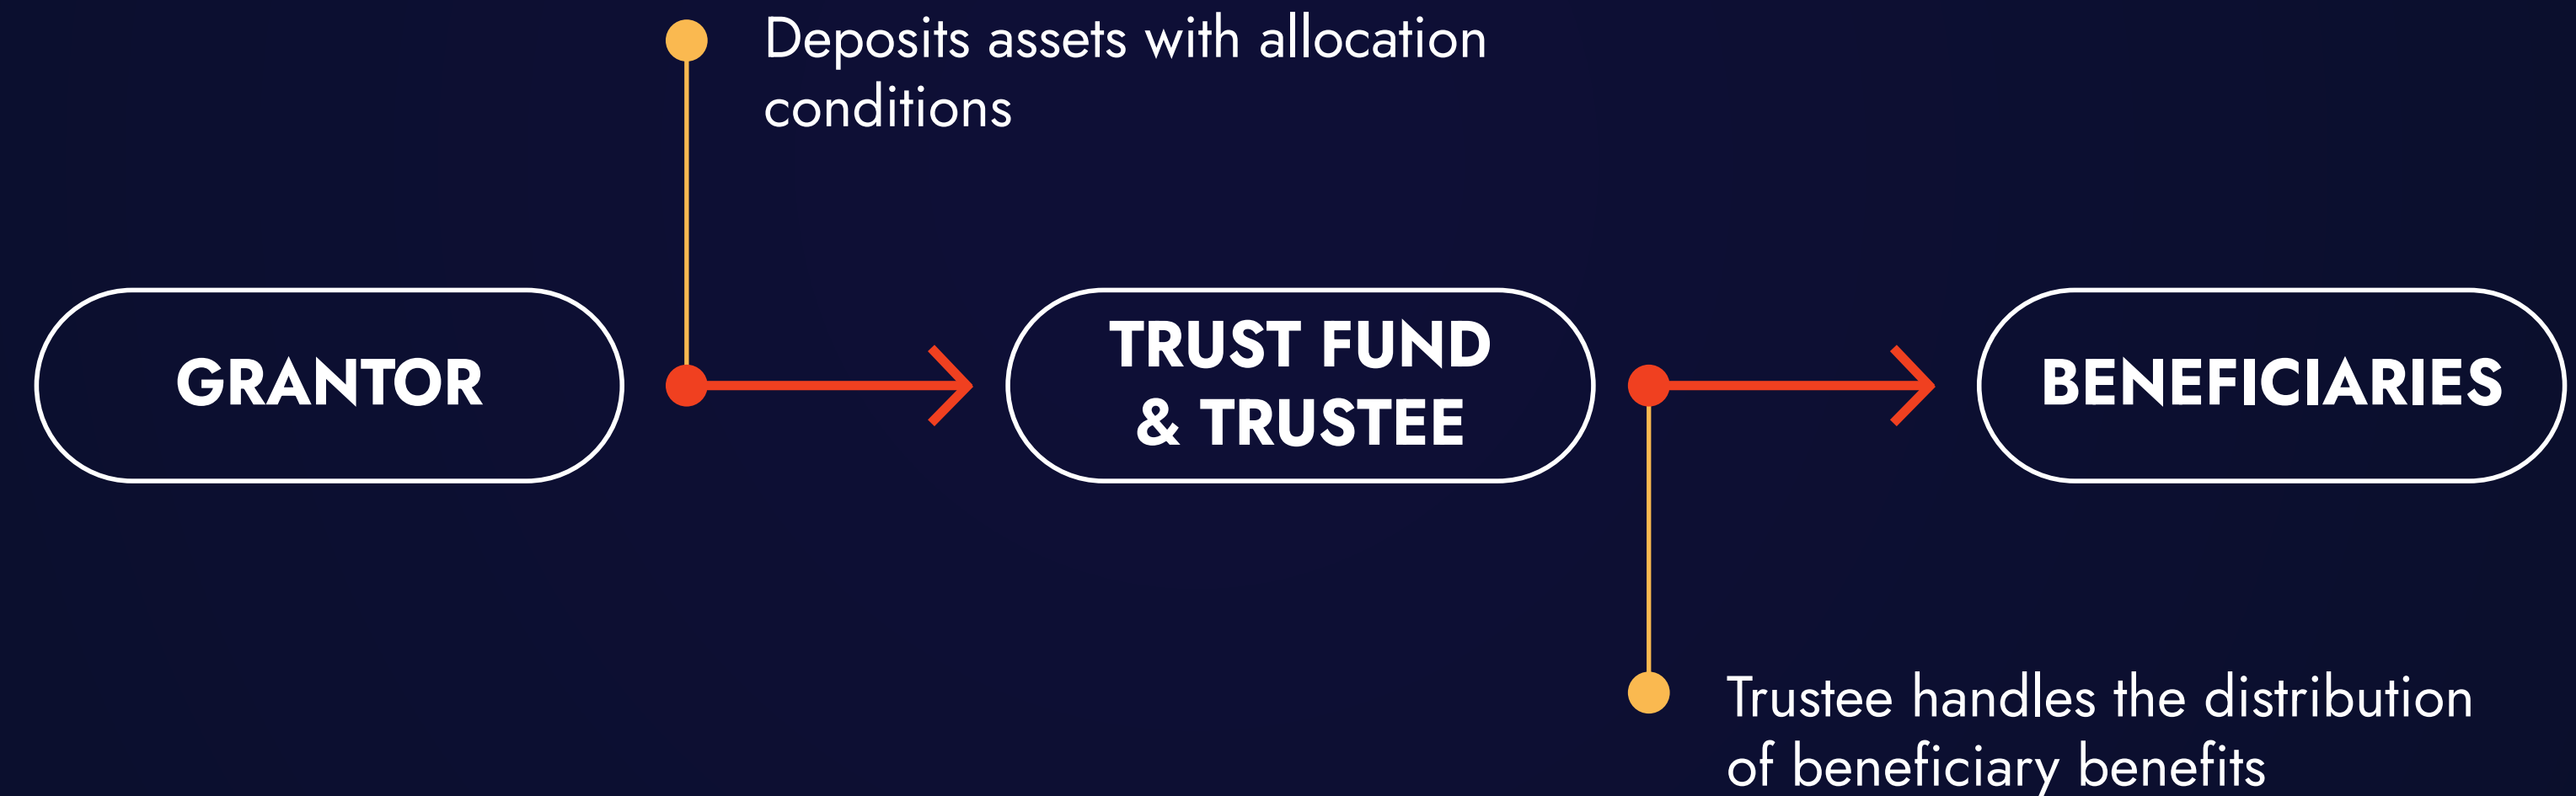 Deposits assets with allocation
conditions
GRANTOR
TRUST FUND
& TRUSTEE
BENEFICIARIES
Trustee handles the distribution
of beneficiary benefits